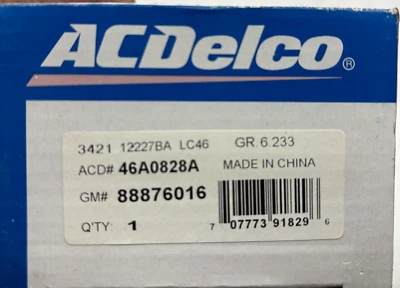 ACDelco®
3421 12227BA LC46 GR. 6.233
ACD# 46A0828A MADE IN CHINA
GM# 88876016
Q'TY: 1
7 07773 91829 6